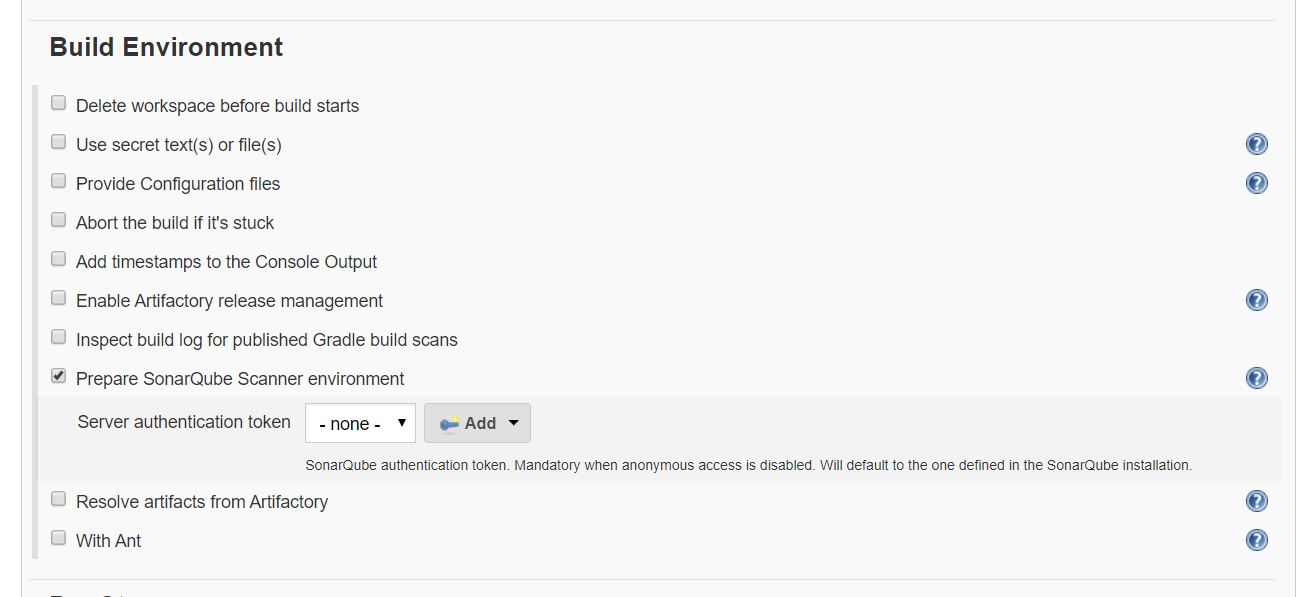 Build Environment
Delete workspace before build starts
Use secret text(s) or file(s)
Provide Configuration files
Abort the build if it's stuck
Add timestamps to the Console Output
Enable Artifactory release management
Inspect build log for published Gradle build scans
Prepare SonarQube Scanner environment
Server authentication token - none - Add
SonarQube authentication token. Mandatory when anonymous access is disabled. Will default to the one defined in the SonarQube installation.
Resolve artifacts from Artifactory
With Ant